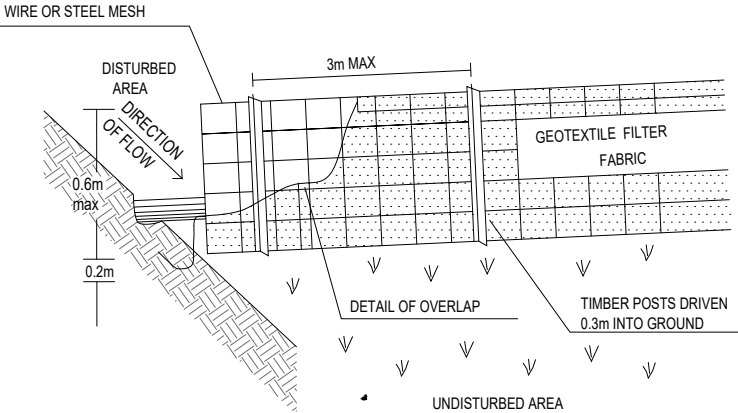 WIRE OR STEEL MESH
3m MAX
DISTURBED
AREA
DIRECTION
OF FLOW
GEOTEXTILE FILTER
FABRIC
0.6m
max
0.2m
DETAIL OF OVERLAP
TIMBER POSTS DRIVEN
0.3m INTO GROUND
UNDISTURBED AREA